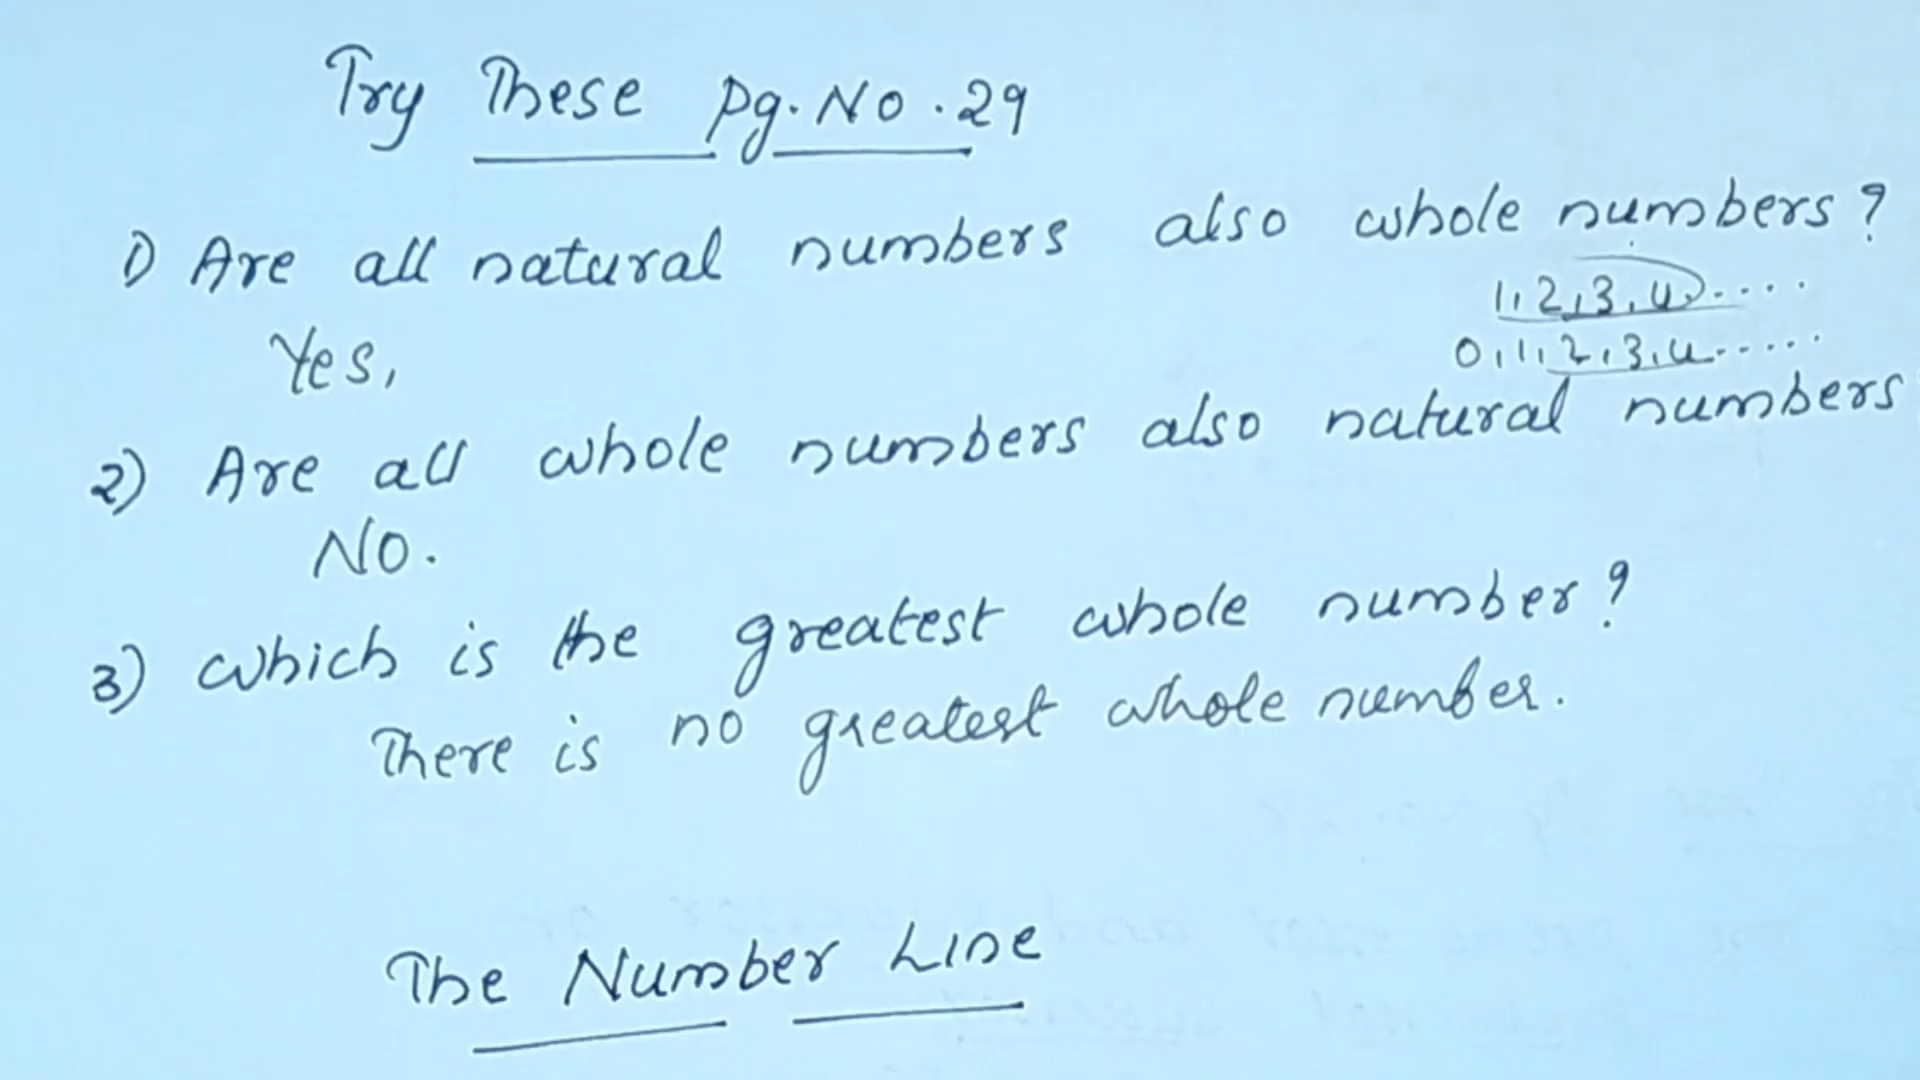 Try These Pg. No. 29
1) Are all natural numbers also whole numbers?
1, 2, 3, 4, ....
Yes,
0, 1, 2, 3, 4 .....
2) Are all whole numbers also natural numbers
No.
3) Which is the greatest whole number?
There is no greatest whole number.
The Number Line